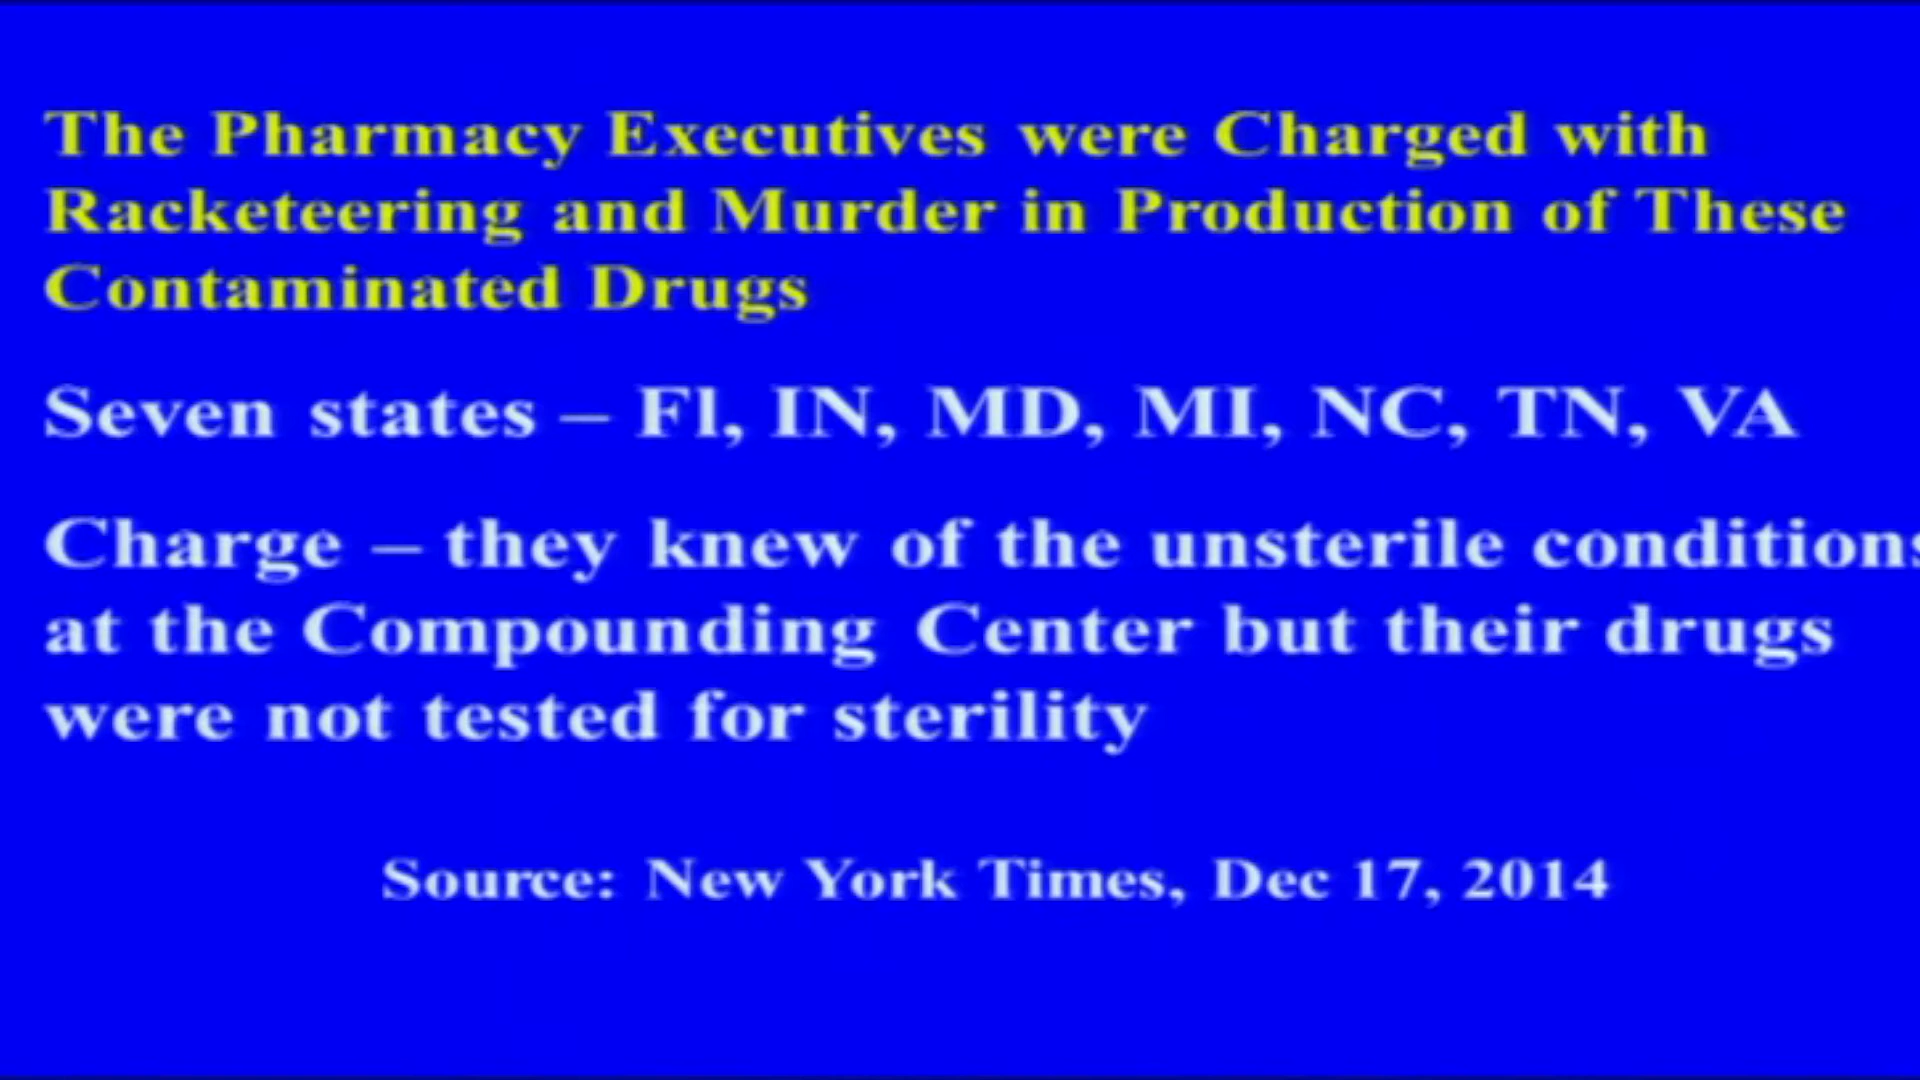 The Pharmacy Executives were Charged with
Racketeering and Murder in Production of These
Contaminated Drugs
Seven states – Fl, IN, MD, MI, NC, TN, VA
Charge – they knew of the unsterile conditions
at the Compounding Center but their drugs
were not tested for sterility
Source: New York Times, Dec 17, 2014